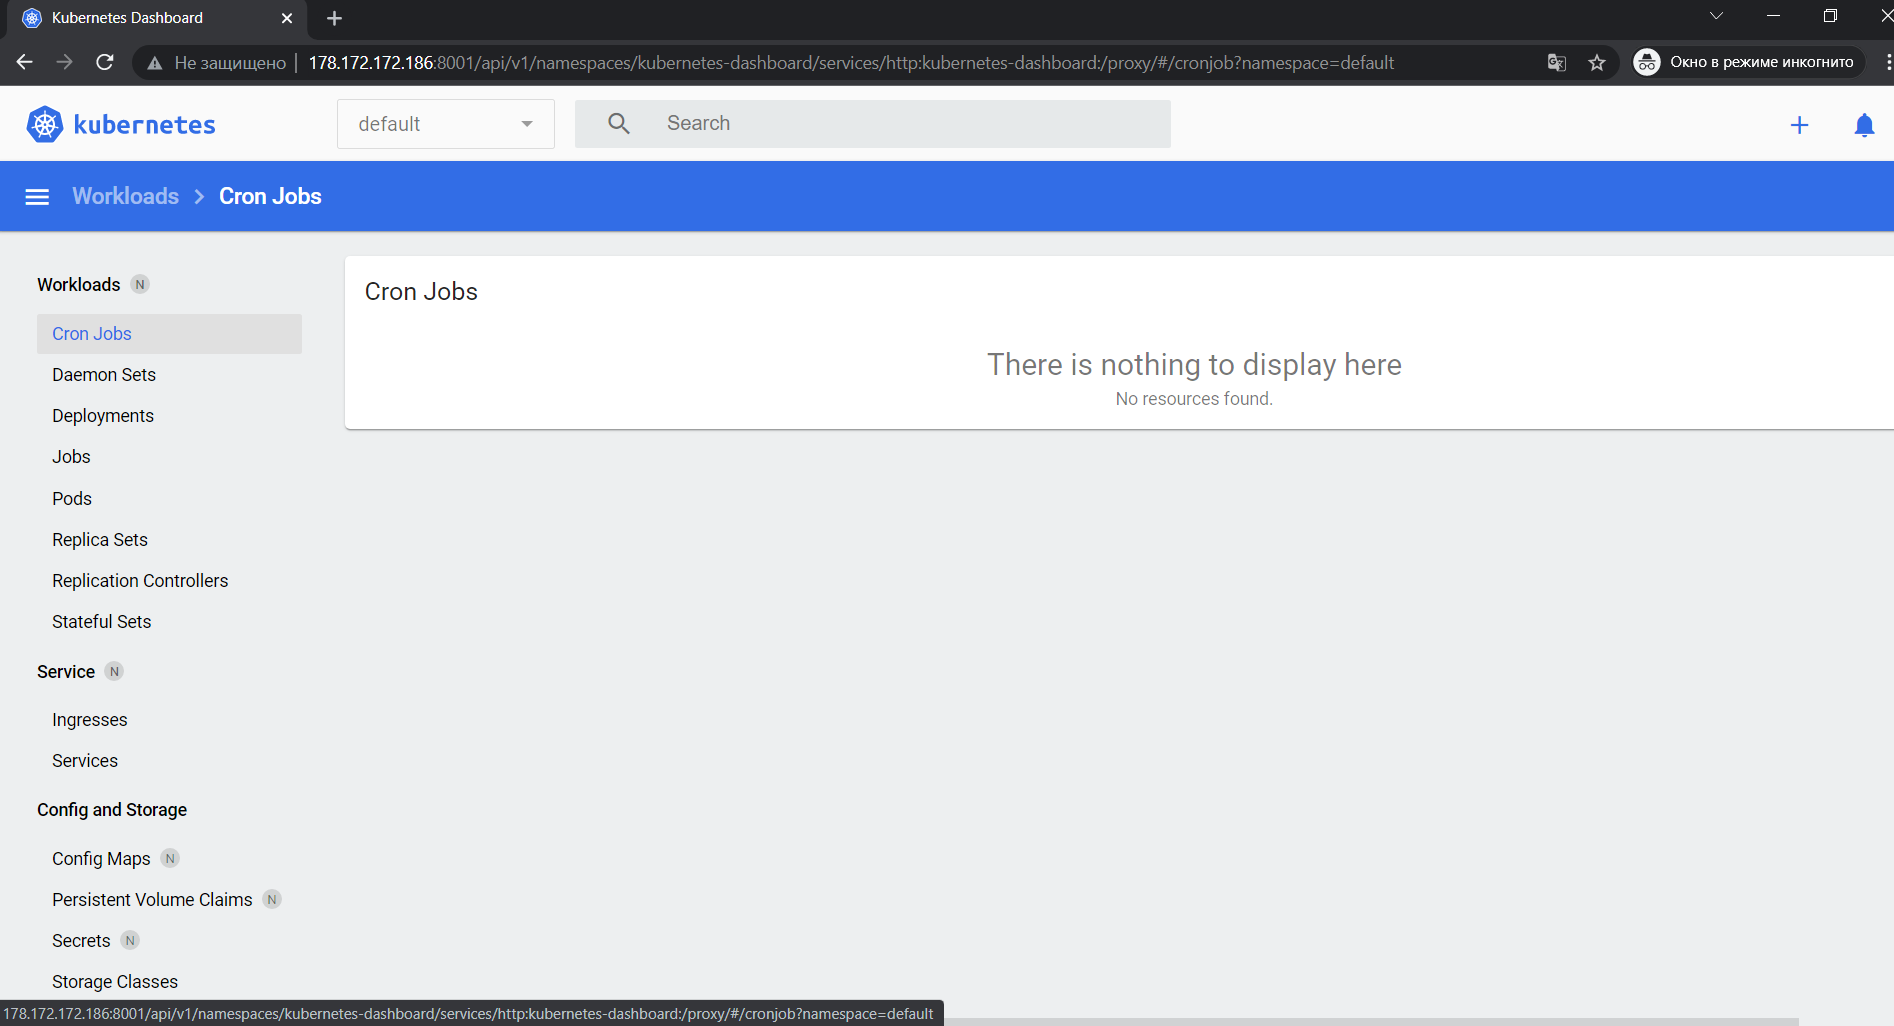 Kubernetes Dashboard
Не защищено 178.172.172.186:8001/api/v1/namespaces/kubernetes-dashboard/services/http:kubernetes-dashboard:/proxy/#/cronjob?namespace=default Окно в режиме инкогнито
kubernetes default Search
Workloads Cron Jobs
Workloads N
Cron Jobs
Daemon Sets
Deployments
Jobs
Pods
Replica Sets
Replication Controllers
Stateful Sets
Service N
Ingresses
Services
Config and Storage
Config Maps N
Persistent Volume Claims N
Secrets N
Storage Classes
Cron Jobs
There is nothing to display here
No resources found.
178.172.172.186:8001/api/v1/namespaces/kubernetes-dashboard/services/http:kubernetes-dashboard:/proxy/#/cronjob?namespace=default